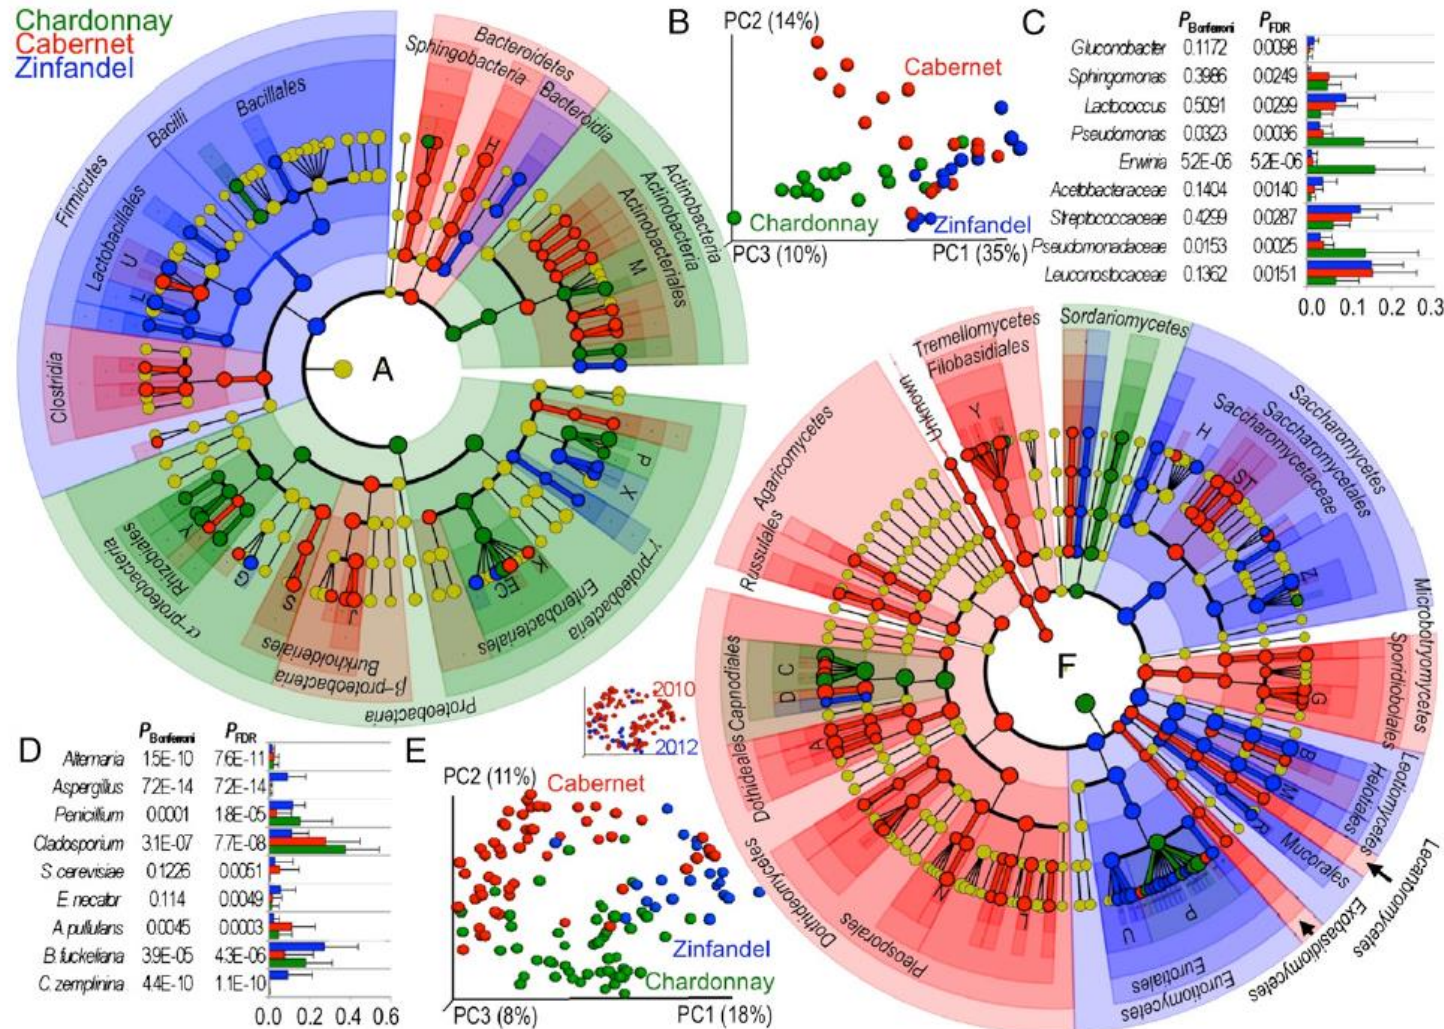 Chardonnay
Cabernet
Zinfandel
A
Firmicutes
Bacilli
Bacillales
Lactobacillales
U
L
Clostridia
Bacteroidetes
Sphingobacteria
Bacteroidia
H
Actinobacteria
Actinobacteria
Actinobacteriales
M
P
X
γ-proteobacteria
Enterobacteriales
K
EC
Proteobacteria
β-proteobacteria
Burkholderiales
J
S
G
Y
Rhizobiales
α-proteobacteria
B
PC2 (14%)
Cabernet
Chardonnay
Zinfandel
PC3 (10%)
PC1 (35%)
C
PBonferroni PFDR
Gluconobacter 0.1172 0.0098
Sphingomonas 0.3986 0.0249
Lactococcus 0.5091 0.0299
Pseudomonas 0.0323 0.0036
Erwinia 5.2E-06 5.2E-06
Acetobacteraceae 0.1404 0.0140
Streptococcaceae 0.4299 0.0287
Pseudomonadaceae 0.0153 0.0025
Leuconostocaceae 0.1362 0.0151
0.0 0.1 0.2 0.3
D
PBonferroni PFDR
Alternaria 1.5E-10 7.6E-11
Aspergillus 7.2E-14 7.2E-14
Penicillium 0.0001 1.8E-05
Cladosporium 3.1E-07 7.7E-08
S. cerevisiae 0.1226 0.0051
E. necator 0.114 0.0049
A. pullulans 0.0045 0.0003
B. fuckeliana 3.9E-05 4.3E-06
C. zemplinina 4.4E-10 1.1E-10
0.0 0.2 0.4 0.6
2010
2012
E
PC2 (11%)
Cabernet
Zinfandel
Chardonnay
PC3 (8%)
PC1 (18%)
F
Unknown
Tremellomycetes
Filobasidiales
Y
Sordariomycetes
Saccharomycetes
Saccharomycetales
Saccharomycetaceae
H
ST
Z
Microbotryomycetes
Sporidiobolales
G
Leotiomycetes
Helotiales
B
M
R
Mucorales
Lecanbromycetes
Exobasidiomycetes
Eurotiomycetes
Eurotiales
P
U
Pleosporales
Dothideomycetes
L
N
A
Dothideales
Capnodiales
D C
Russulales
Agaricomycetes